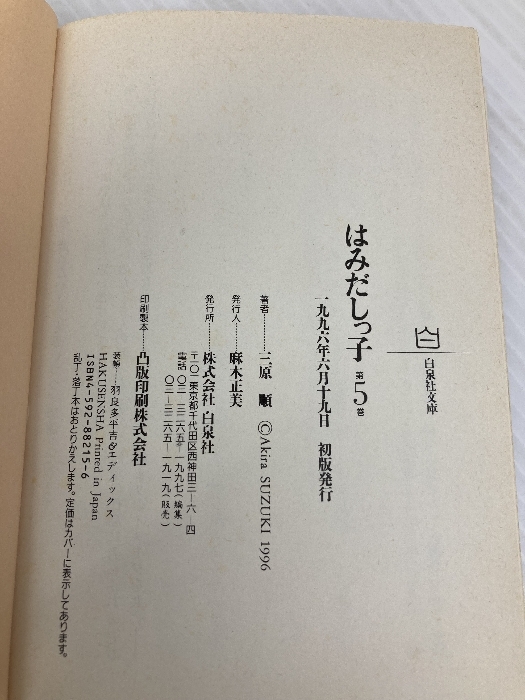 白泉社文庫
はみだしっ子 第5巻
一九九六年六月十九日 初版発行
著者…………三原 順 ©Akira SUZUKI 1996
発行人………麻木正美
発行所………株式会社 白泉社
〒一〇一 東京都千代田区西神田三-六-四
電話 〇三-三二六五-一九九七(編集)
〇三-三二六五-一九一九(販売)
印刷製本……凸版印刷株式会社
装幀……羽良多平吉&エディックス
HAKUSENSHA Printed in Japan
ISBN4-592-88215-6
乱丁・落丁本はおとりかえします。定価はカバーに表示してあります。